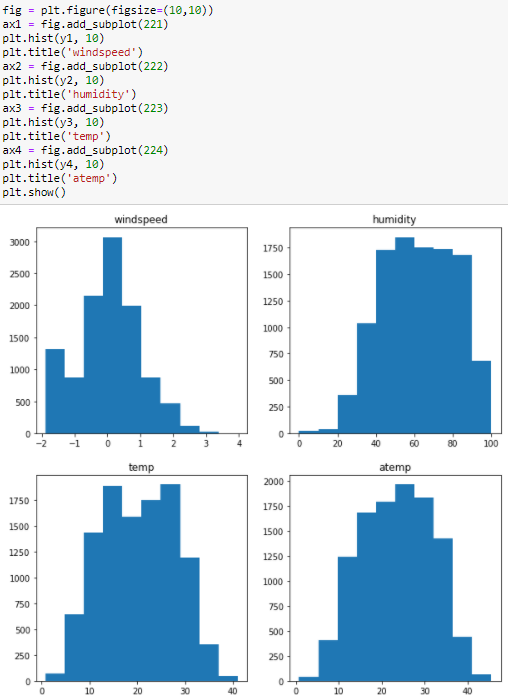 fig = plt.figure(figsize=(10,10))
ax1 = fig.add_subplot(221)
plt.hist(y1, 10)
plt.title('windspeed')
ax2 = fig.add_subplot(222)
plt.hist(y2, 10)
plt.title('humidity')
ax3 = fig.add_subplot(223)
plt.hist(y3, 10)
plt.title('temp')
ax4 = fig.add_subplot(224)
plt.hist(y4, 10)
plt.title('atemp')
plt.show()
windspeed
3000
2500
2000
1500
1000
500
0
−2 −1 0 1 2 3 4
humidity
1750
1500
1250
1000
750
500
250
0
0 20 40 60 80 100
temp
1750
1500
1250
1000
750
500
250
0
0 10 20 30 40
atemp
2000
1750
1500
1250
1000
750
500
250
0
0 10 20 30 40